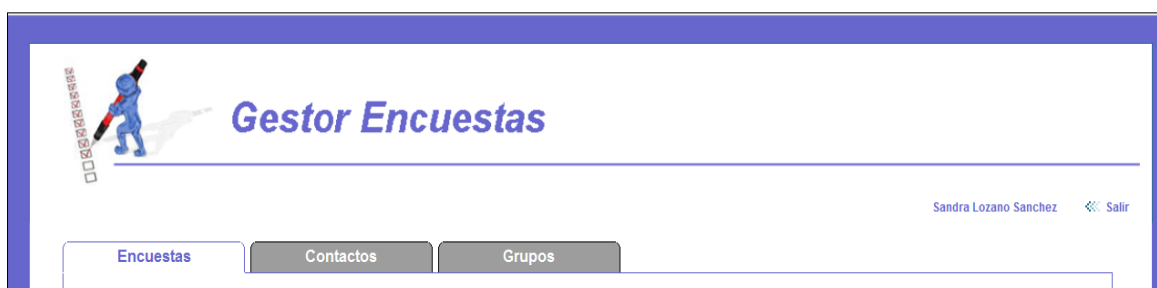 Gestor Encuestas
Sandra Lozano Sanchez Salir
Encuestas Contactos Grupos